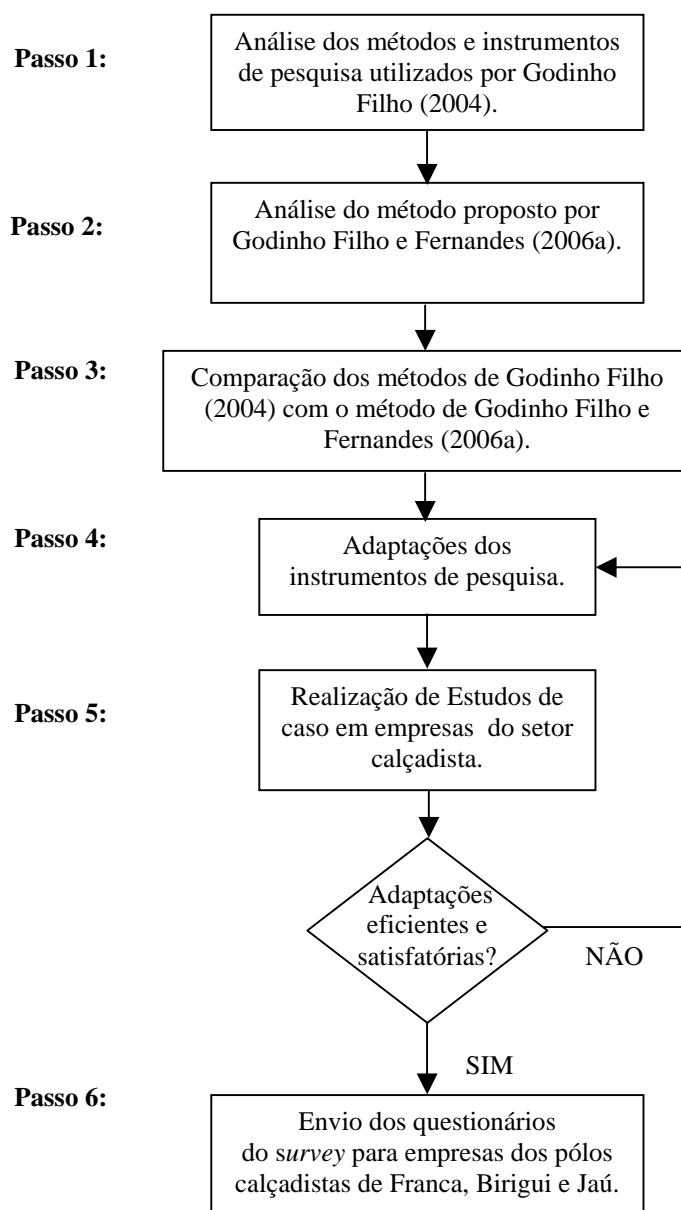 Passo 1:
Análise dos métodos e instrumentos
de pesquisa utilizados por Godinho
Filho (2004).
Passo 2:
Análise do método proposto por
Godinho Filho e Fernandes (2006a).
Passo 3:
Comparação dos métodos de Godinho Filho
(2004) com o método de Godinho Filho e
Fernandes (2006a).
Passo 4:
Adaptações dos
instrumentos de pesquisa.
Passo 5:
Realização de Estudos de
caso em empresas do setor
calçadista.
Adaptações
eficientes e
satisfatórias?
NÃO
SIM
Passo 6:
Envio dos questionários
do survey para empresas dos pólos
calçadistas de Franca, Birigui e Jaú.